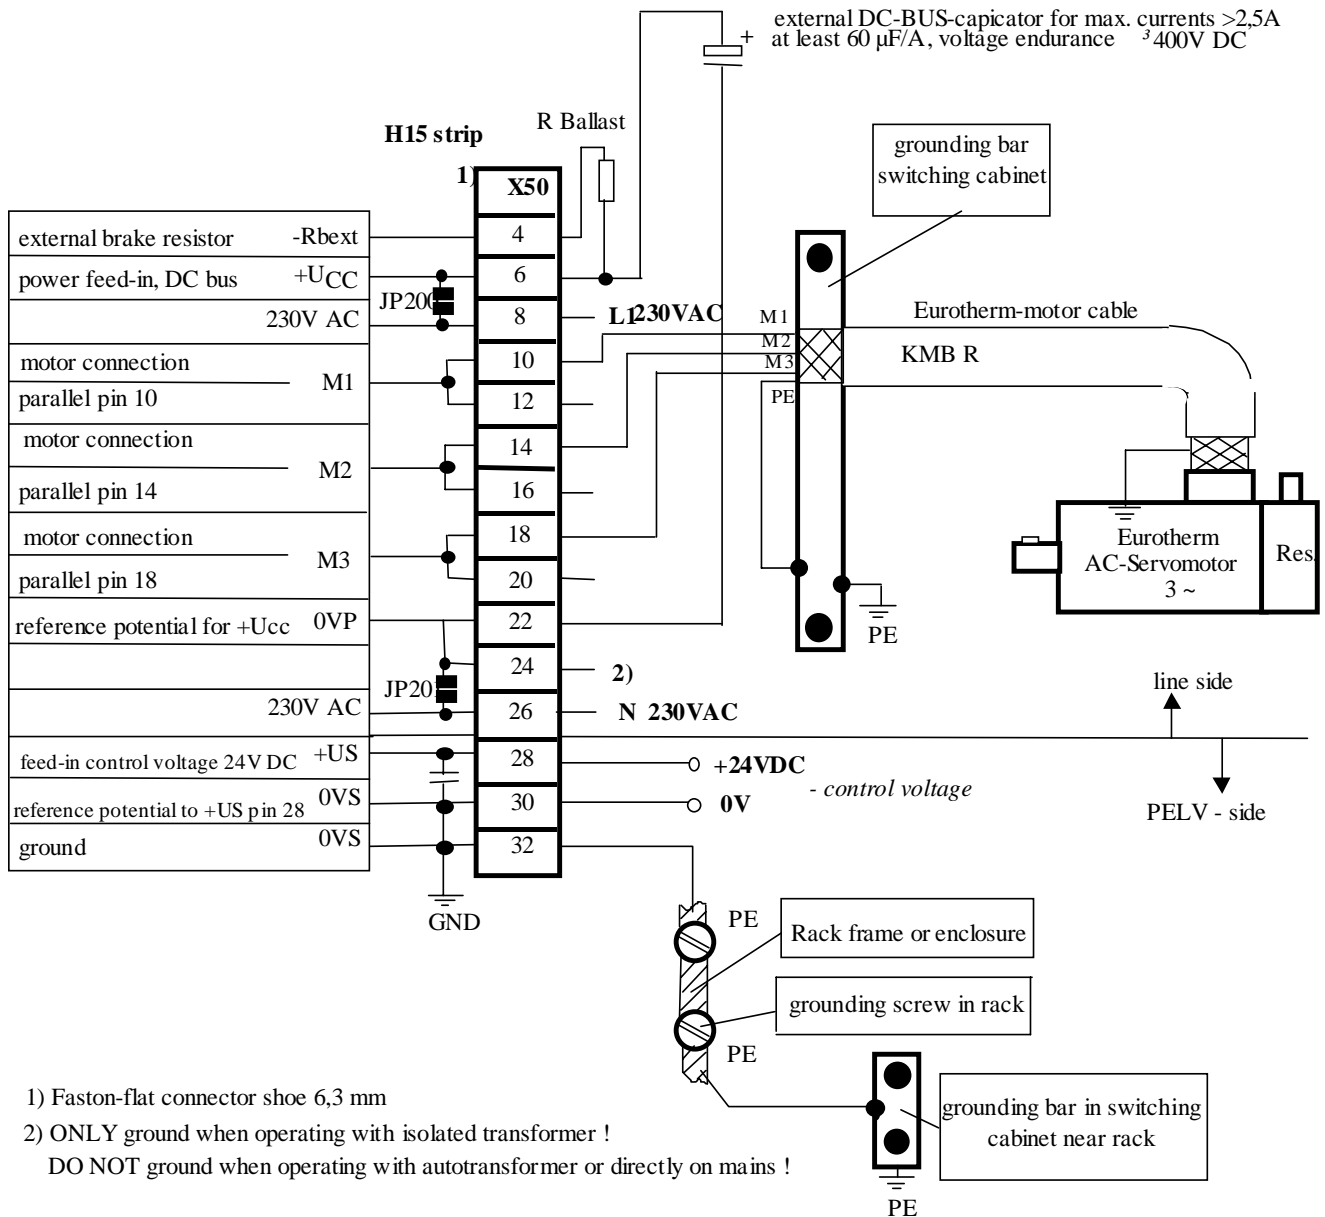 external DC-BUS-capicator for max. currents >2,5A
+ at least 60 µF/A, voltage endurance ³400V DC
R Ballast
H15 strip
1)
X50
grounding bar
switching cabinet
external brake resistor -Rbext 4
power feed-in, DC bus +UCC 6
JP200
230V AC 8 L1 230VAC
motor connection 10
M1
parallel pin 10 12
motor connection 14
M2
parallel pin 14 16
motor connection 18
M3
parallel pin 18 20
reference potential for +Ucc 0VP 22
24 2)
JP20
230V AC 26 N 230VAC
feed-in control voltage 24V DC +US 28 +24VDC
- control voltage
reference potential to +US pin 28 0VS 30 0V
ground 0VS 32
GND
M1
M2
M3
PE
Eurotherm-motor cable
KMB R
Eurotherm
AC-Servomotor
3 ~
Res.
PE
line side
PELV - side
PE
Rack frame or enclosure
grounding screw in rack
PE
grounding bar in switching
cabinet near rack
PE
1) Faston-flat connector shoe 6,3 mm
2) ONLY ground when operating with isolated transformer !
DO NOT ground when operating with autotransformer or directly on mains !